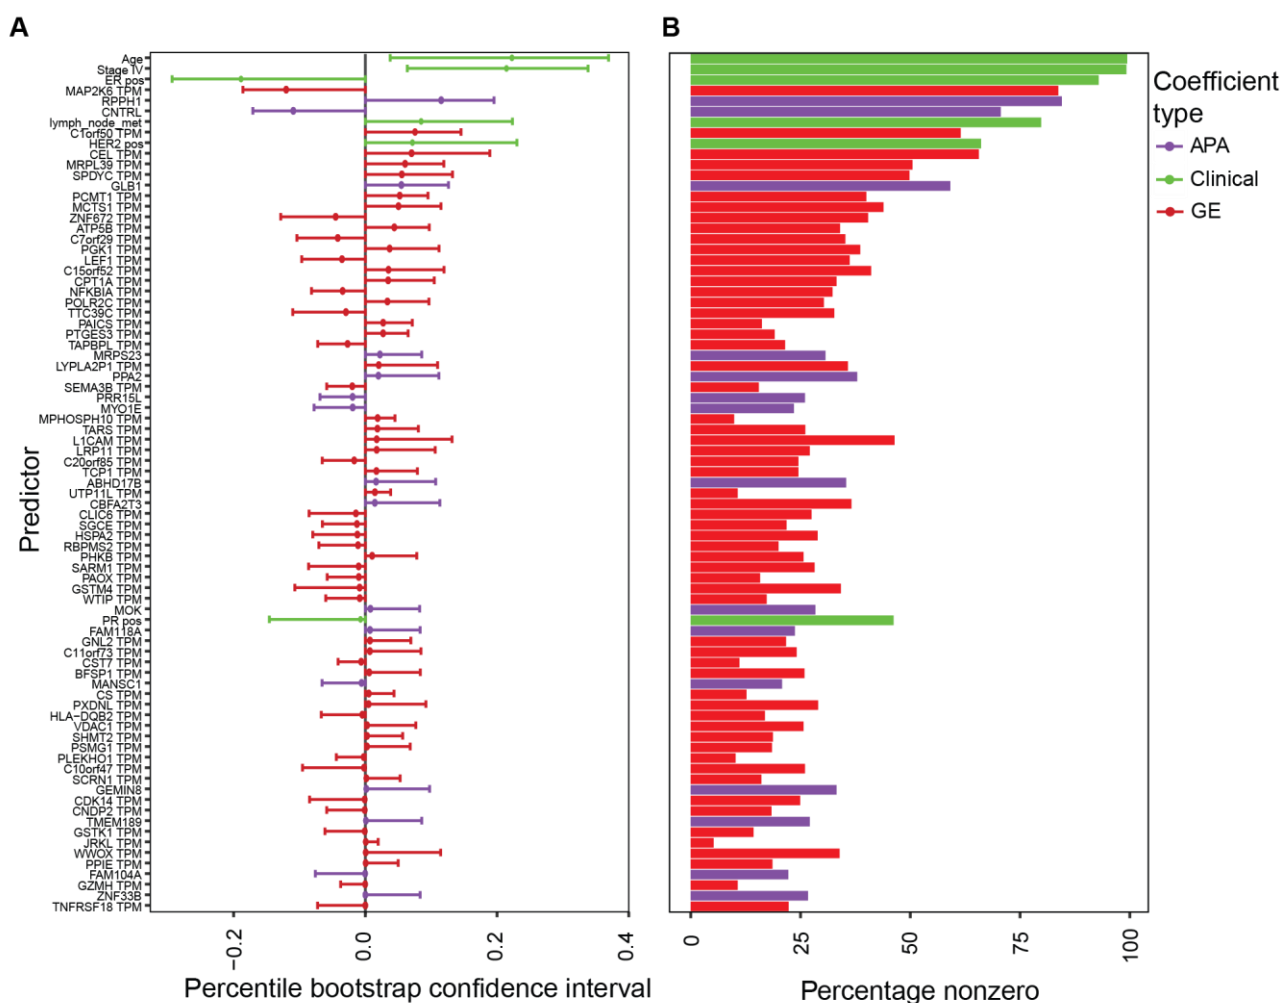 A
B
Age
Stage IV
ER pos
MAP2K6 TPM
RPPH1
CNTRL
lymph_node_met
C1orf50 TPM
HER2 pos
CEL TPM
MRPL39 TPM
SPDYC TPM
GLB1
PCMT1 TPM
MCTS1 TPM
ZNF672 TPM
ATP5B TPM
C7orf29 TPM
PGK1 TPM
LEF1 TPM
C15orf52 TPM
CPT1A TPM
NFKBIA TPM
POLR2C TPM
TTC39C TPM
PAICS TPM
PTGES3 TPM
TAPBPL TPM
MRPS23
LYPLA2P1 TPM
PPA2
SEMA3B TPM
PRR15L
MYO1E
MPHOSPH10 TPM
TARS TPM
L1CAM TPM
LRP11 TPM
C20orf85 TPM
TCP1 TPM
ABHD17B
UTP11L TPM
CBFA2T3
CLIC6 TPM
SGCE TPM
HSPA2 TPM
RBPMS2 TPM
PHKB TPM
SARM1 TPM
PAOX TPM
GSTM4 TPM
WTIP TPM
MOK
PR pos
FAM118A
GNL2 TPM
C11orf73 TPM
CST7 TPM
BFSP1 TPM
MANSC1
CS TPM
PXDNL TPM
HLA−DQB2 TPM
VDAC1 TPM
SHMT2 TPM
PSMG1 TPM
PLEKHO1 TPM
C10orf47 TPM
SCRN1 TPM
GEMIN8
CDK14 TPM
CNDP2 TPM
TMEM189
GSTK1 TPM
JRKL TPM
WWOX TPM
PPIE TPM
FAM104A
GZMH TPM
ZNF33B
TNFRSF18 TPM
Predictor
−0.2
0.0
0.2
0.4
Percentile bootstrap confidence interval
0
25
50
75
100
Percentage nonzero
Coefficient
type
APA
Clinical
GE